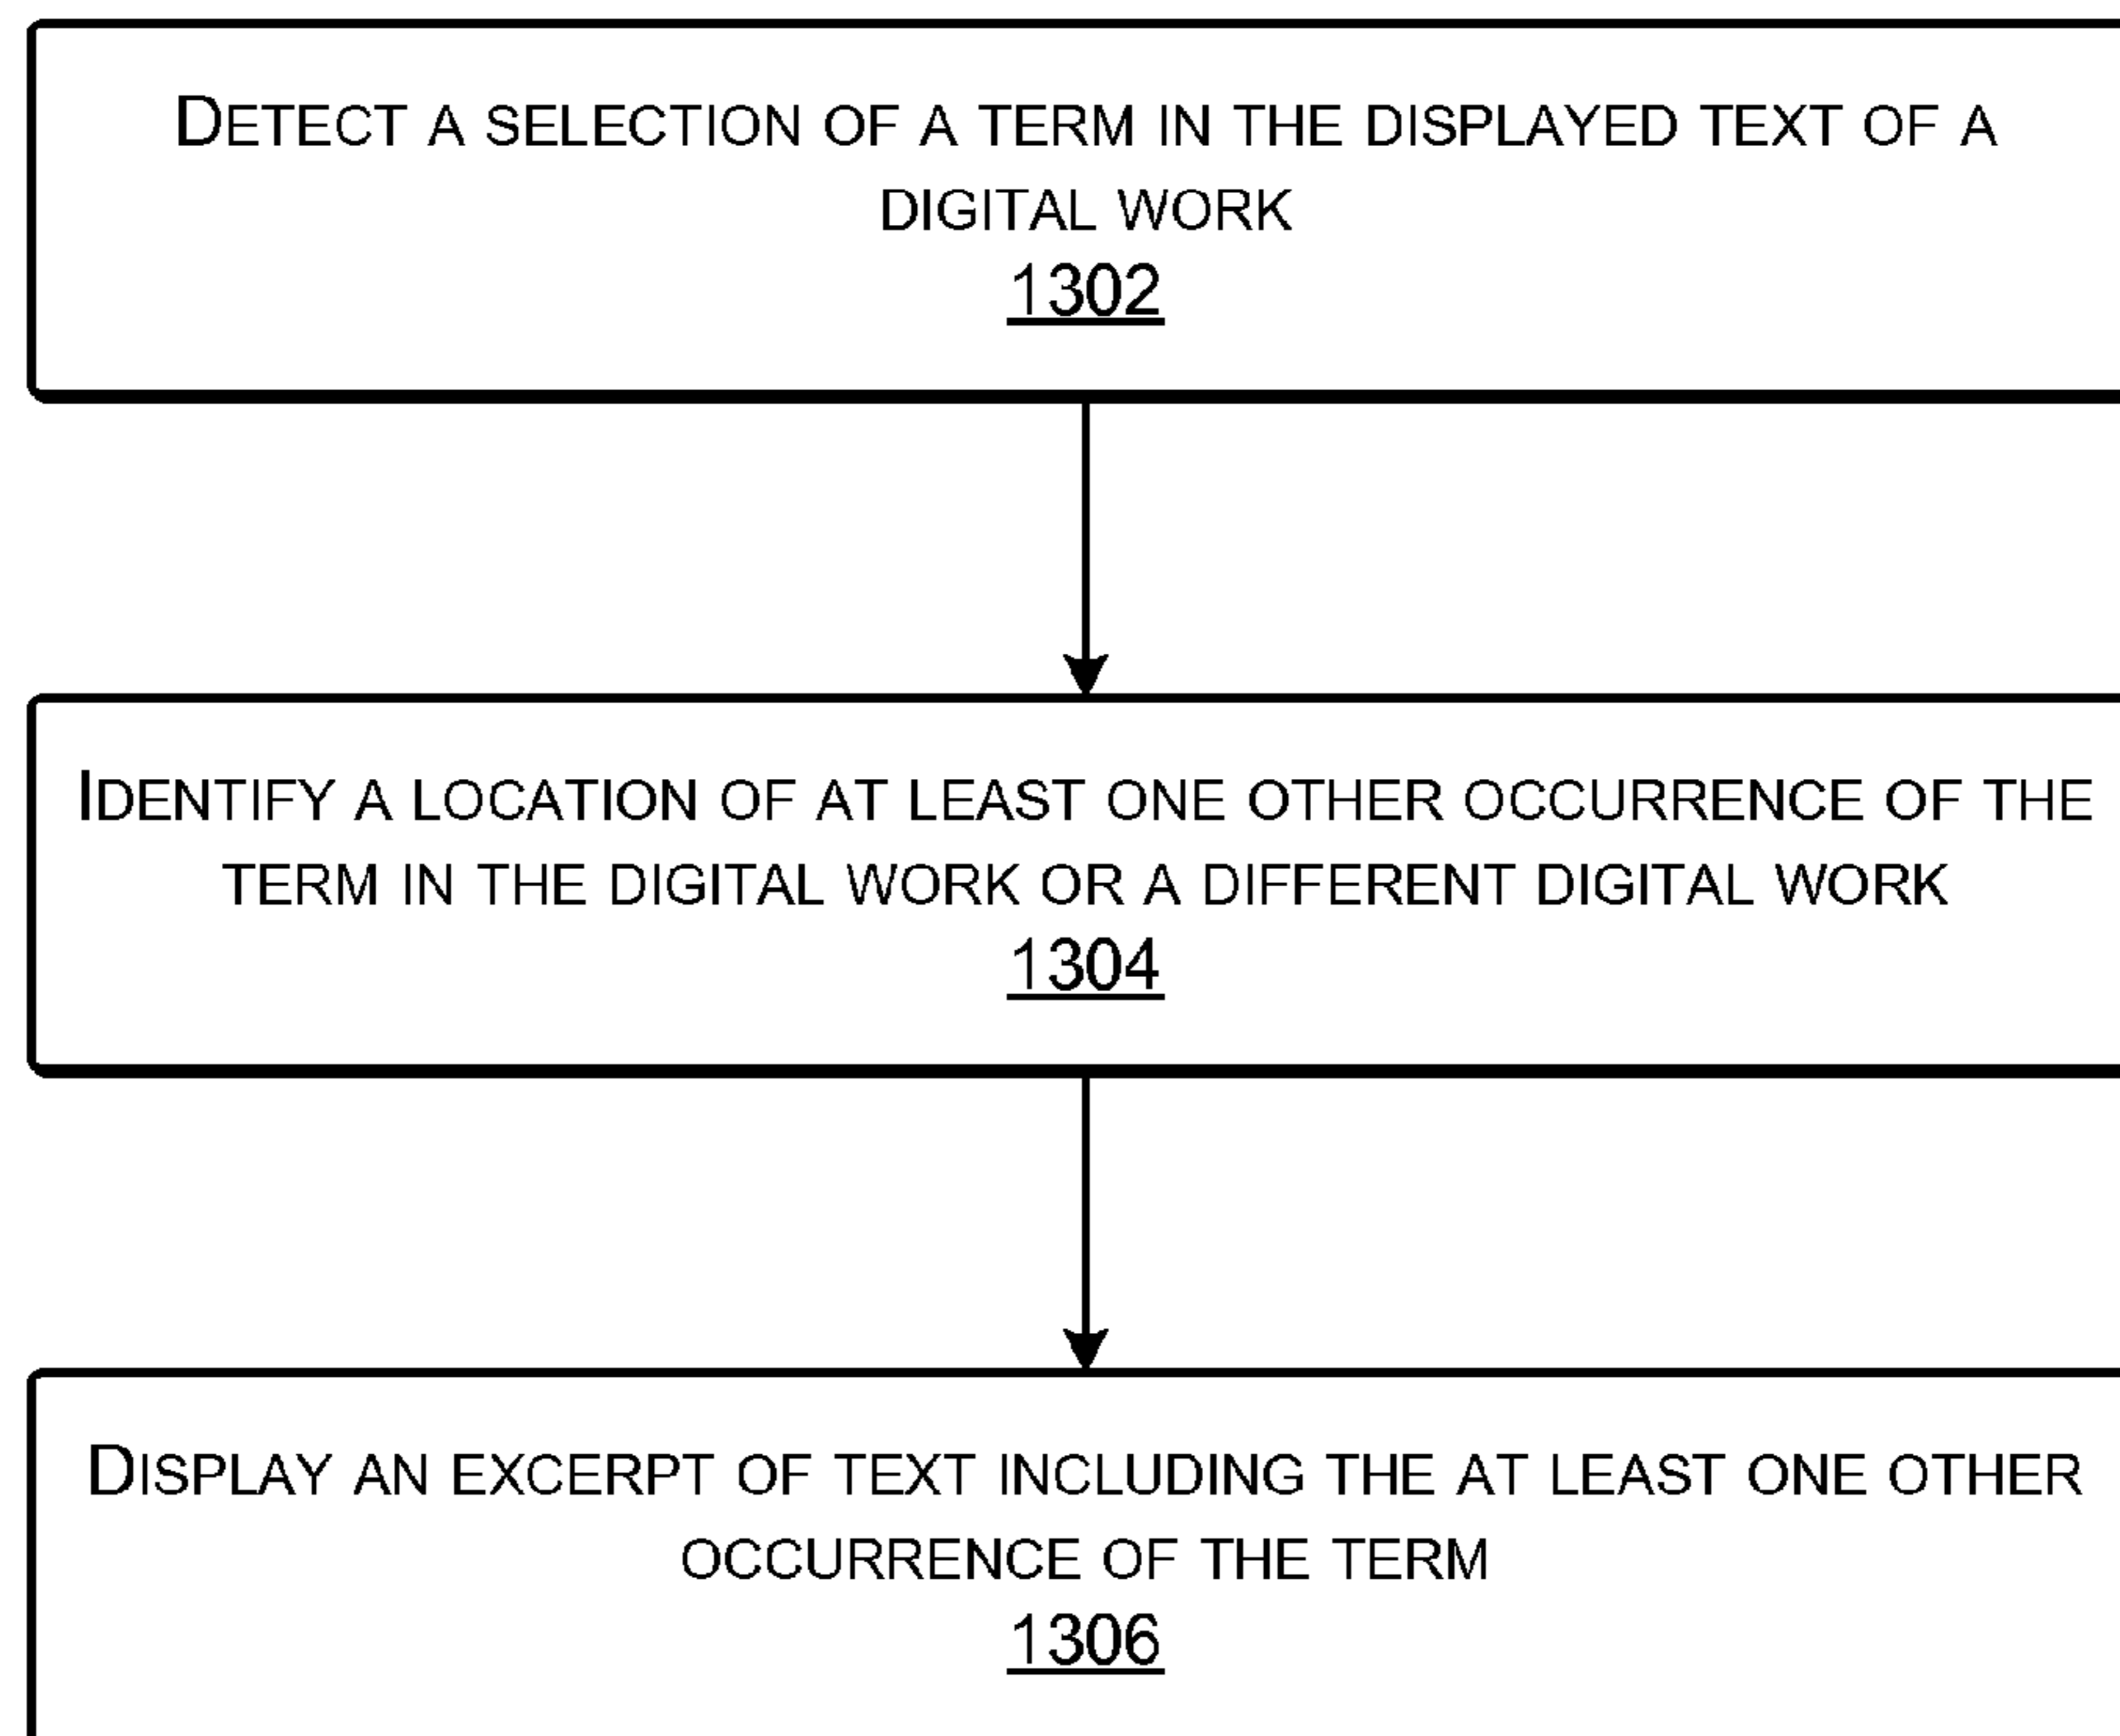 DETECT A SELECTION OF A TERM IN THE DISPLAYED TEXT OF A
DIGITAL WORK
1302
IDENTIFY A LOCATION OF AT LEAST ONE OTHER OCCURRENCE OF THE
TERM IN THE DIGITAL WORK OR A DIFFERENT DIGITAL WORK
1304
DISPLAY AN EXCERPT OF TEXT INCLUDING THE AT LEAST ONE OTHER
OCCURRENCE OF THE TERM
1306